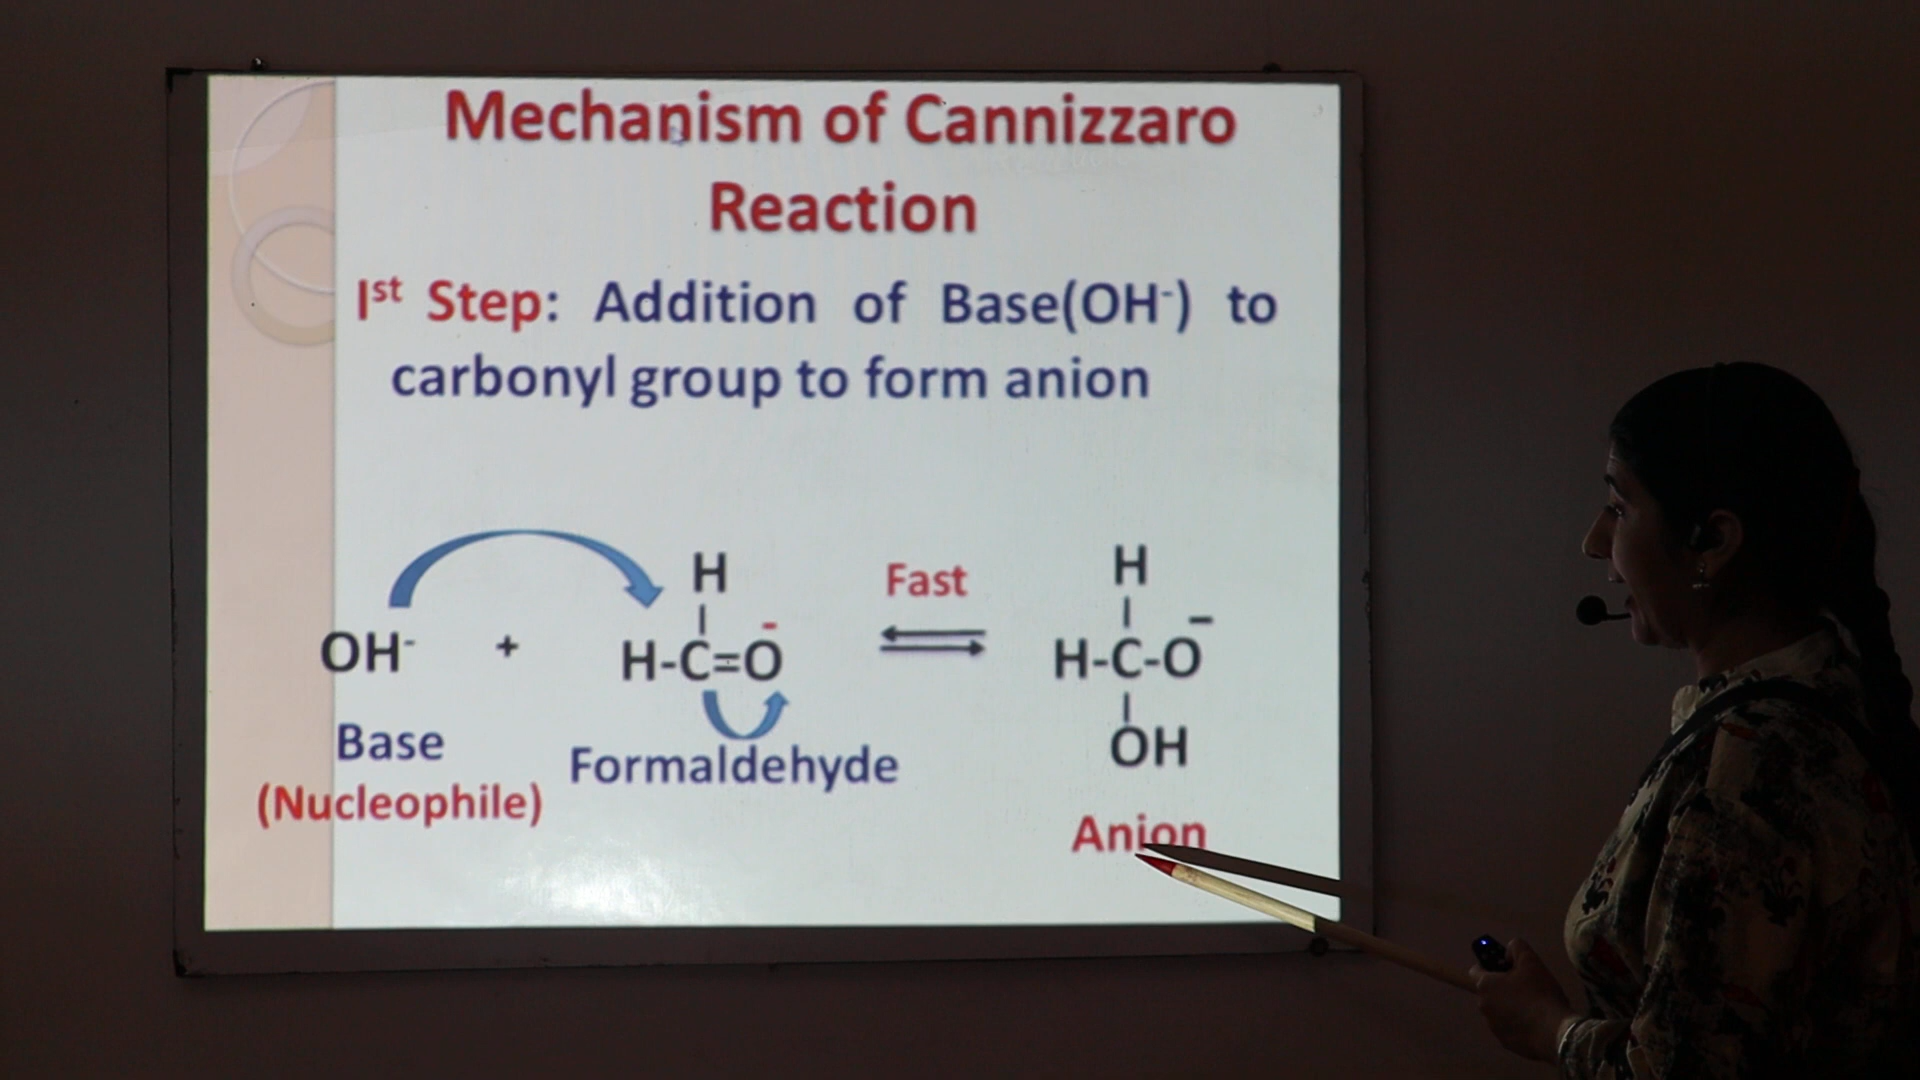 Mechanism of Cannizzaro
Reaction
Ist Step: Addition of Base(OH-) to
carbonyl group to form anion
H
H
Fast
-
-
OH- + H-C=O
H-C-O
OH
Base
Formaldehyde
(Nucleophile)
Anion